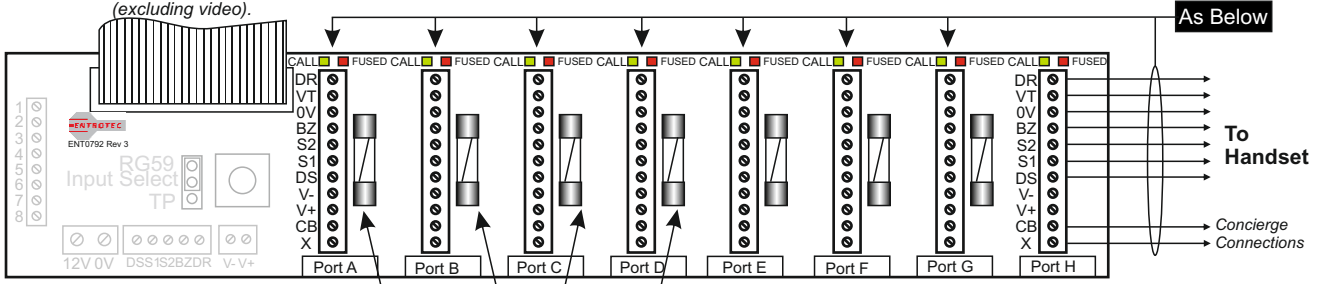 (excluding video).
As Below
CALL FUSED CALL FUSED CALL FUSED CALL FUSED CALL FUSED CALL FUSED CALL FUSED CALL FUSED
DR DR
VT VT
0V 0V
BZ BZ
S2 S2
S1 S1
DS DS
V- V-
V+ V+
CB CB
X X
1
2
3
4
5
6
7
8
ENTROTEC
ENT0792 Rev 3
RG59
Input Select
TP
12V 0V DSS1S2BZDR V- V+
To
Handset
Concierge
Connections
Port A Port B Port C Port D Port E Port F Port G Port H